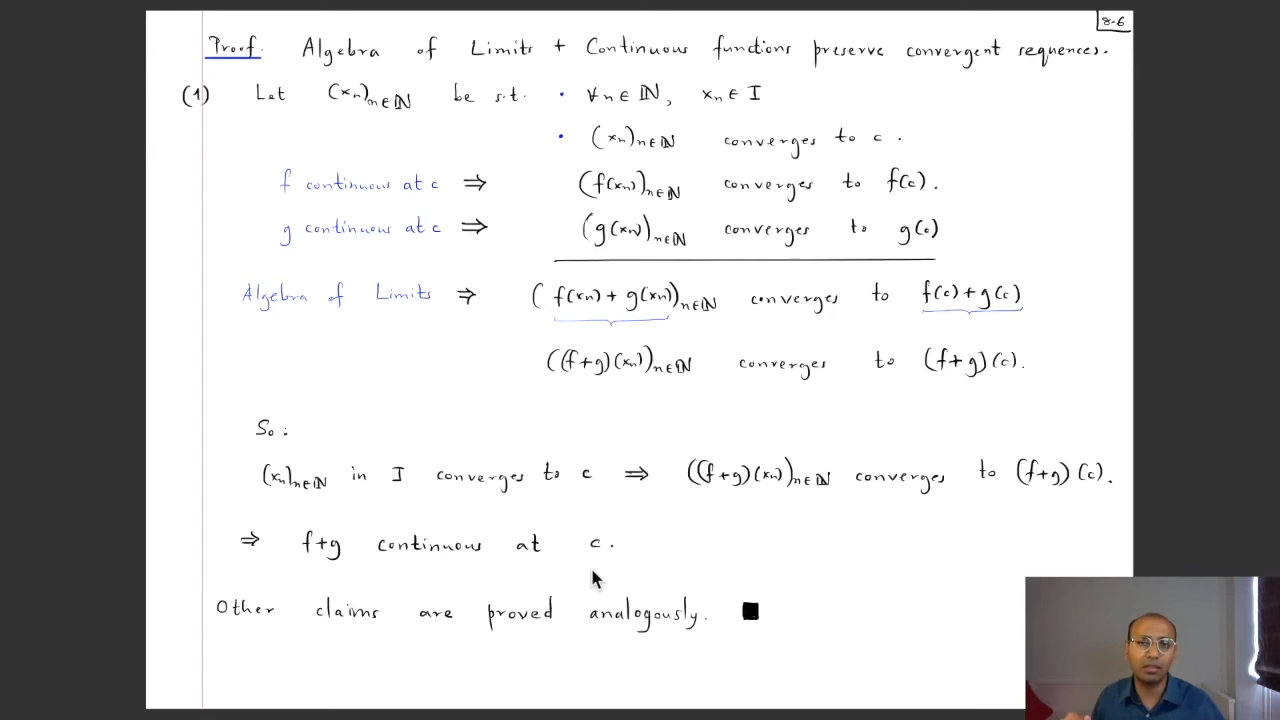 8-6
Proof. Algebra of Limits + Continuous functions preserve convergent sequences.
(1) Let (xₙ)ₙ∈ℕ be s.t. • ∀n∈ℕ, xₙ∈I
• (xₙ)ₙ∈ℕ converges to c.
f continuous at c ⇒ (f(xₙ))ₙ∈ℕ converges to f(c).
g continuous at c ⇒ (g(xₙ))ₙ∈ℕ converges to g(c)
Algebra of Limits ⇒ (f(xₙ) + g(xₙ))ₙ∈ℕ converges to f(c) + g(c)
((f+g)(xₙ))ₙ∈ℕ converges to (f+g)(c).
So:
(xₙ)ₙ∈ℕ in I converges to c ⇒ ((f+g)(xₙ))ₙ∈ℕ converges to (f+g)(c).
⇒ f+g continuous at c.
Other claims are proved analogously. ■